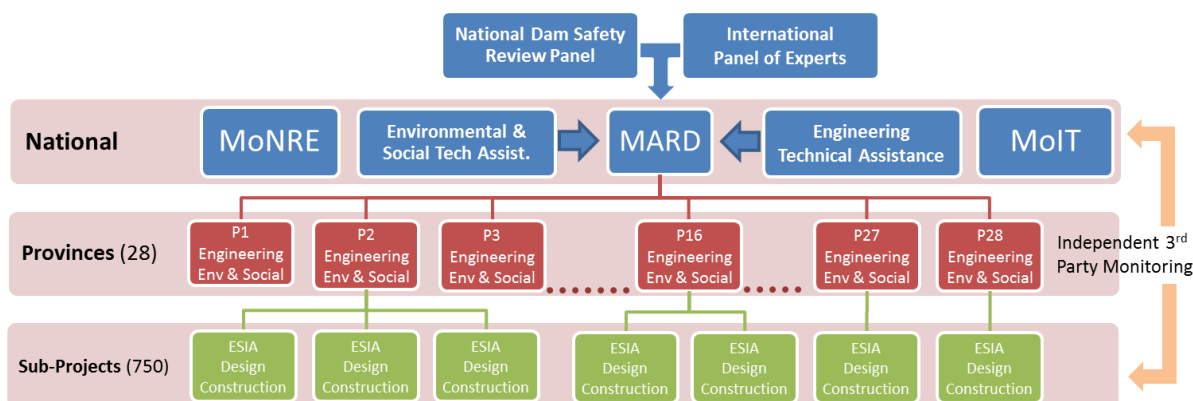 National Dam Safety
Review Panel
International
Panel of Experts
National
MoNRE
Environmental &
Social Tech Assist.
MARD
Engineering
Technical Assistance
MoIT
Provinces (28)
P1
Engineering
Env & Social
P2
Engineering
Env & Social
P3
Engineering
Env & Social
P16
Engineering
Env & Social
P27
Engineering
Env & Social
P28
Engineering
Env & Social
Independent 3rd
Party Monitoring
Sub-Projects (750)
ESIA
Design
Construction
ESIA
Design
Construction
ESIA
Design
Construction
ESIA
Design
Construction
ESIA
Design
Construction
ESIA
Design
Construction
ESIA
Design
Construction